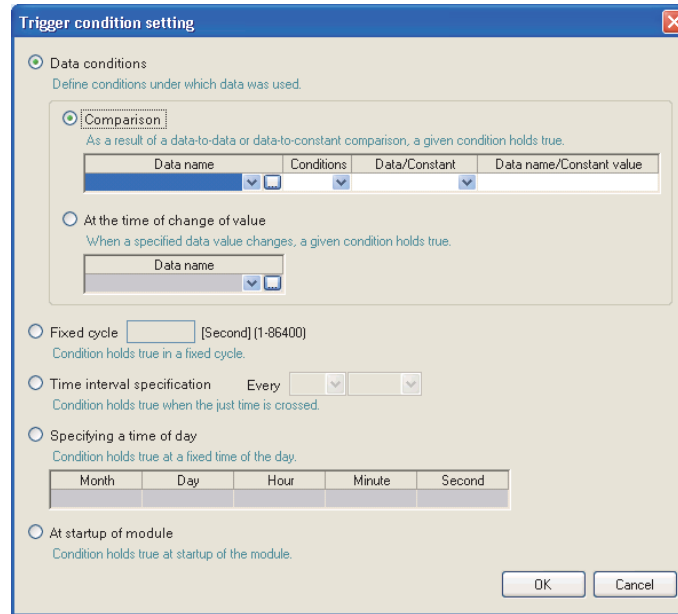 Trigger condition setting
Data conditions
Define conditions under which data was used.
Comparison
As a result of a data-to-data or data-to-constant comparison, a given condition holds true.
Data name Conditions Data/Constant Data name/Constant value
At the time of change of value
When a specified data value changes, a given condition holds true.
Data name
Fixed cycle [Second] (1-86400)
Condition holds true in a fixed cycle.
Time interval specification Every
Condition holds true when the just time is crossed.
Specifying a time of day
Condition holds true at a fixed time of the day.
Month Day Hour Minute Second
At startup of module
Condition holds true at startup of the module.
OK Cancel